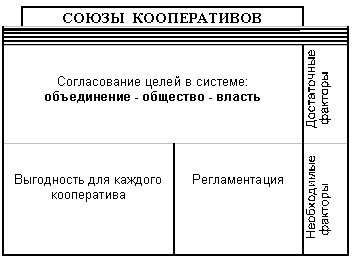 СОЮЗЫ КООПЕРАТИВОВ
Согласование целей в системе:
объединение - общество - власть
Достаточные
факторы
Выгодность для каждого
кооператива
Регламентация
Необходимые
факторы